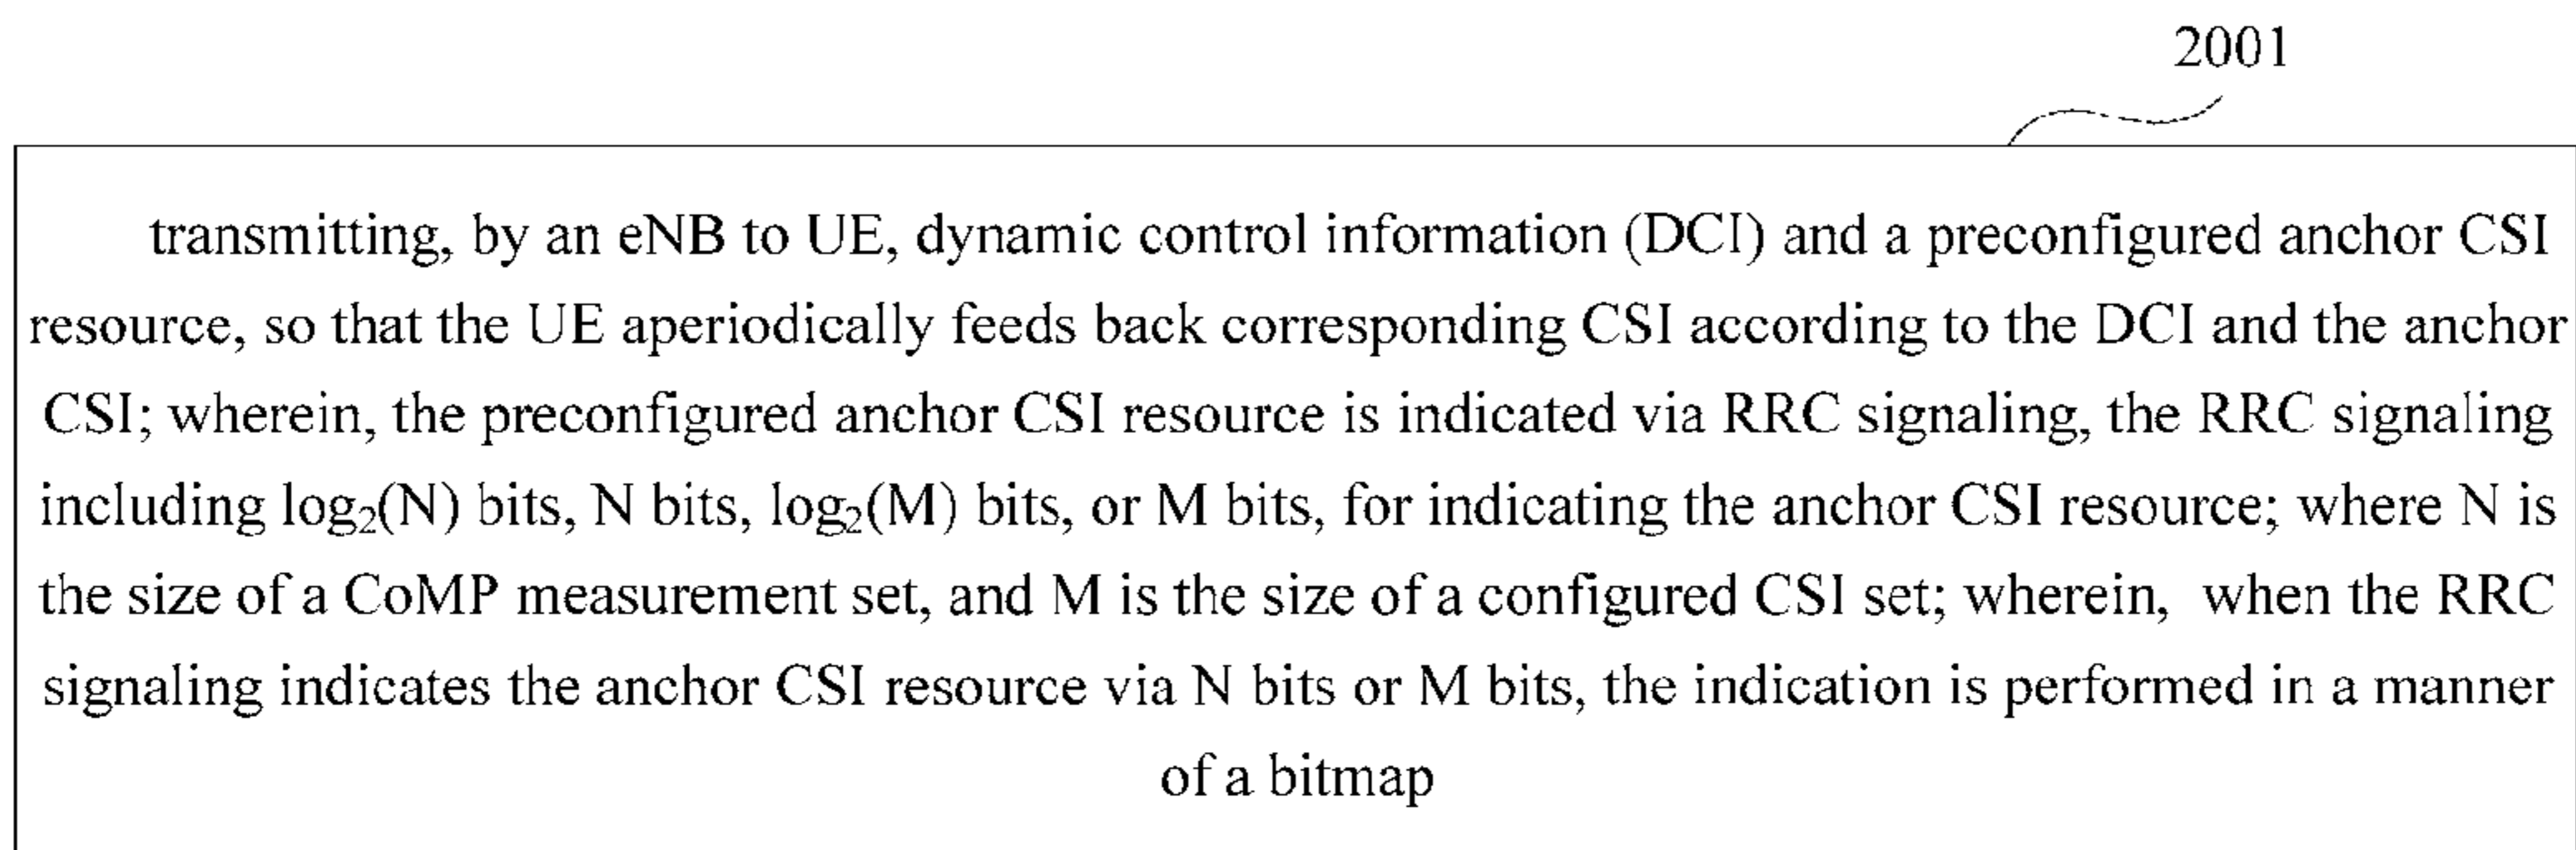 2001
transmitting, by an eNB to UE, dynamic control information (DCI) and a preconfigured anchor CSI
resource, so that the UE aperiodically feeds back corresponding CSI according to the DCI and the anchor
CSI; wherein, the preconfigured anchor CSI resource is indicated via RRC signaling, the RRC signaling
including log₂(N) bits, N bits, log₂(M) bits, or M bits, for indicating the anchor CSI resource; where N is
the size of a CoMP measurement set, and M is the size of a configured CSI set; wherein, when the RRC
signaling indicates the anchor CSI resource via N bits or M bits, the indication is performed in a manner
of a bitmap